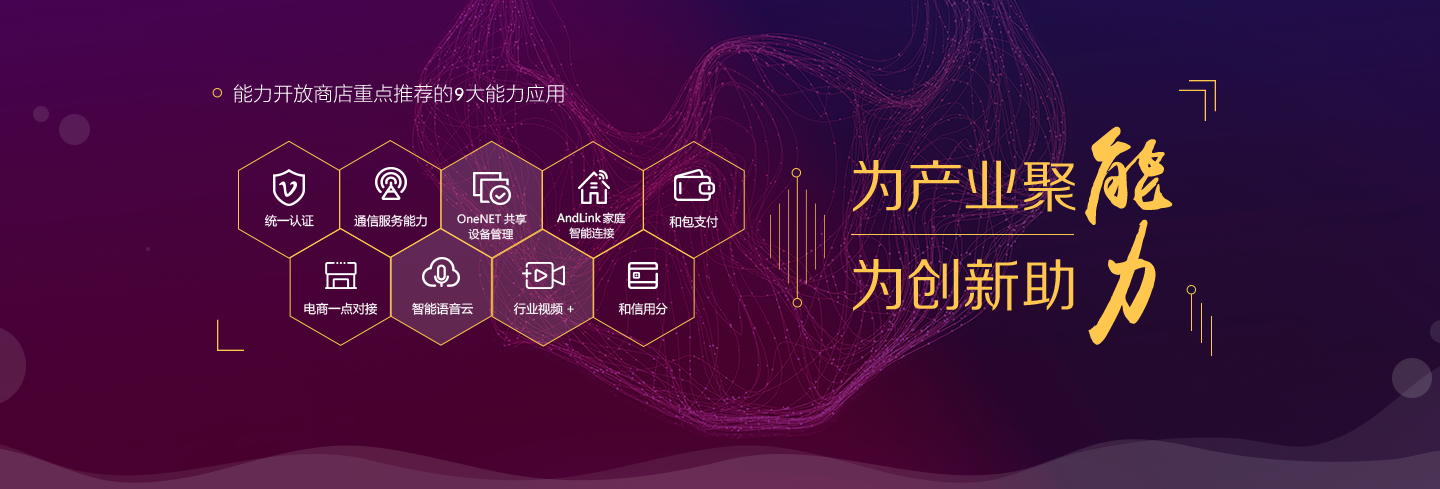 能力开放商店重点推荐的9大能力应用
统一认证
通信服务能力
OneNET 共享
设备管理
AndLink 家庭
智能连接
和包支付
电商一点对接
智能语音云
行业视频 +
和信用分
为产业聚能
为创新助力